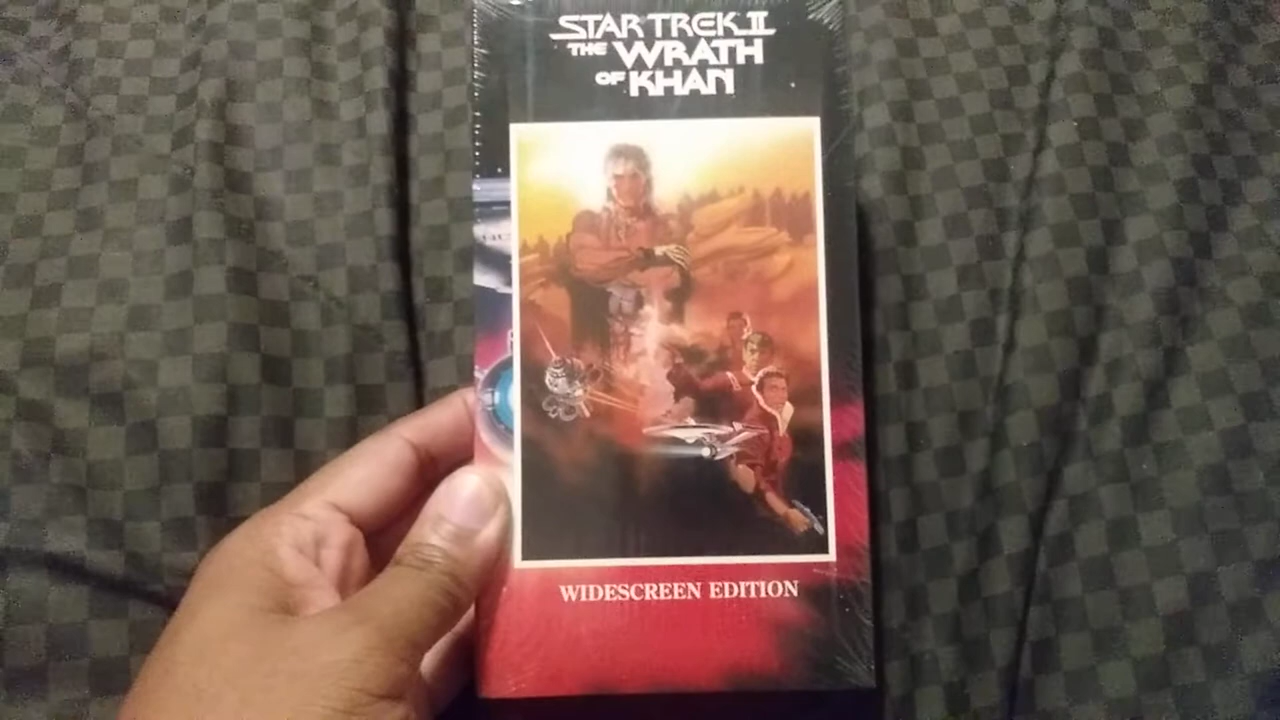 STAR TREK II
THE WRATH
OF KHAN
WIDESCREEN EDITION